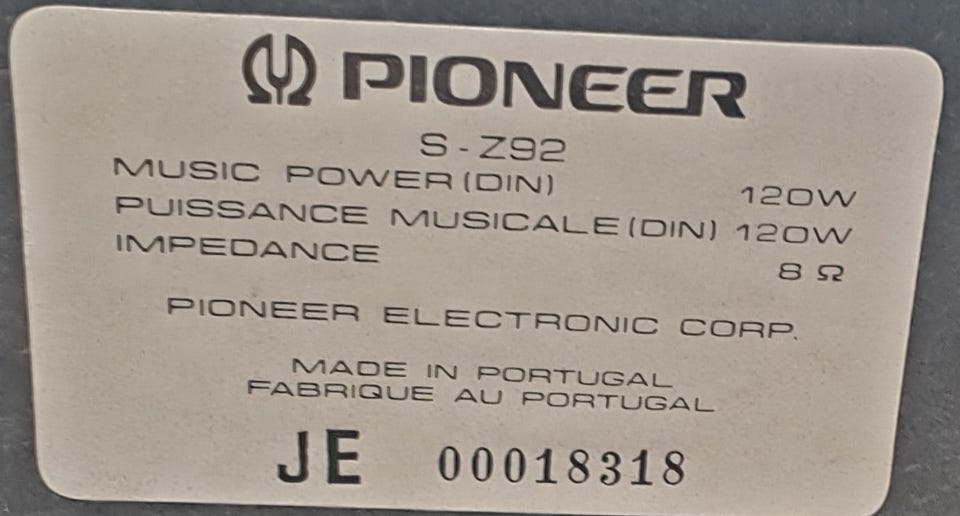 PIONEER
S-Z92
MUSIC POWER (DIN) 120W
PUISSANCE MUSICALE (DIN) 120W
IMPEDANCE 8 Ω
PIONEER ELECTRONIC CORP.
MADE IN PORTUGAL
FABRIQUE AU PORTUGAL
JE 00018318